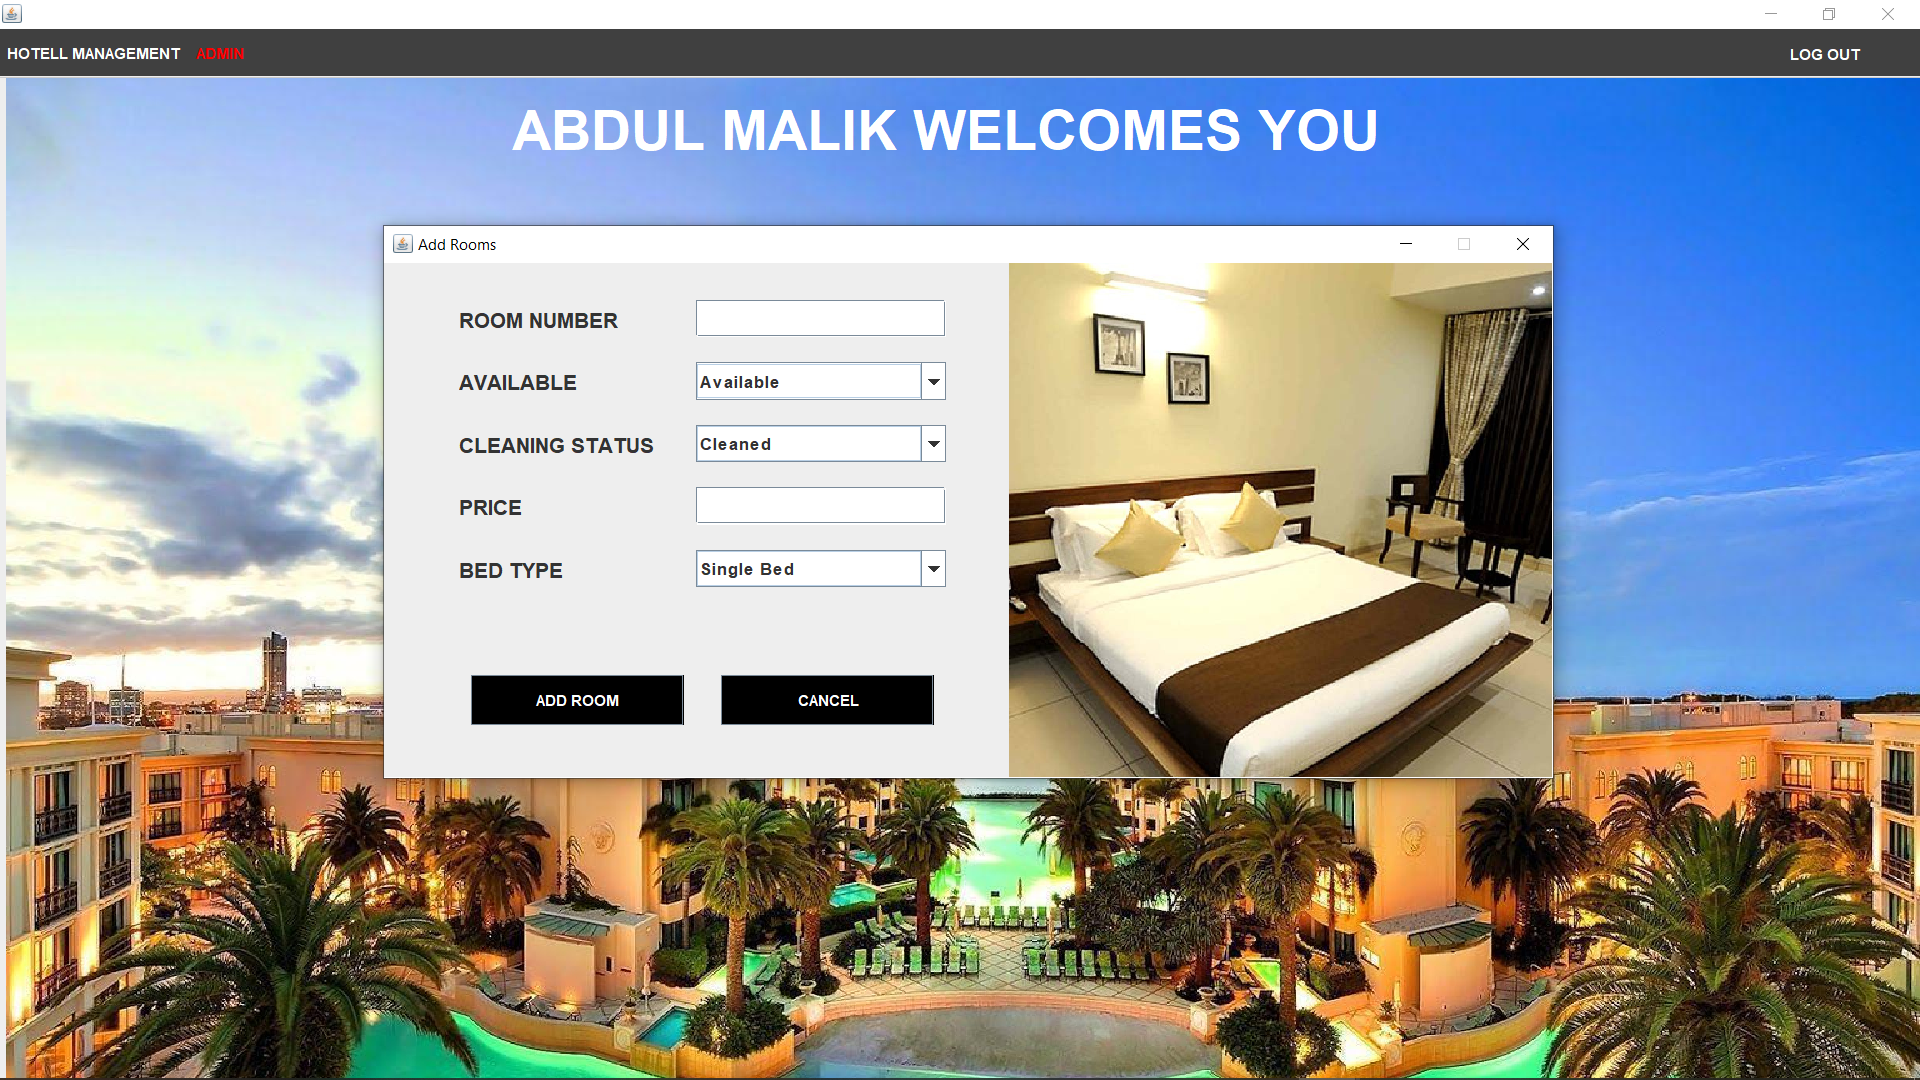 HOTELL MANAGEMENT ADMIN LOG OUT
ABDUL MALIK WELCOMES YOU
Add Rooms
ROOM NUMBER
AVAILABLE Available
CLEANING STATUS Cleaned
PRICE
BED TYPE Single Bed
ADD ROOM CANCEL